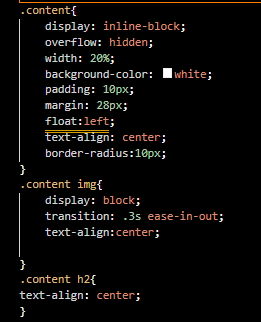 .content{
display: inline-block;
overflow: hidden;
width: 20%;
background-color: white;
padding: 10px;
margin: 28px;
float:left;
text-align: center;
border-radius:10px;
}
.content img{
display: block;
transition: .3s ease-in-out;
text-align:center;
}
.content h2{
text-align: center;
}